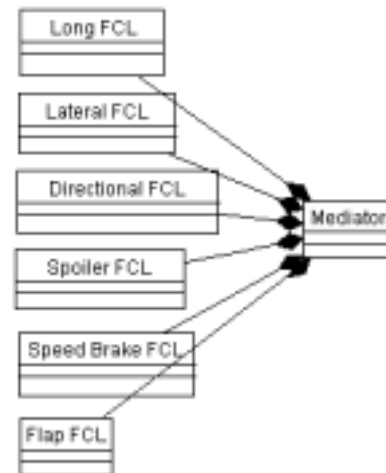 Long FCL
Lateral FCL
Directional FCL
Mediator
Spoiler FCL
Speed Brake FCL
Flap FCL